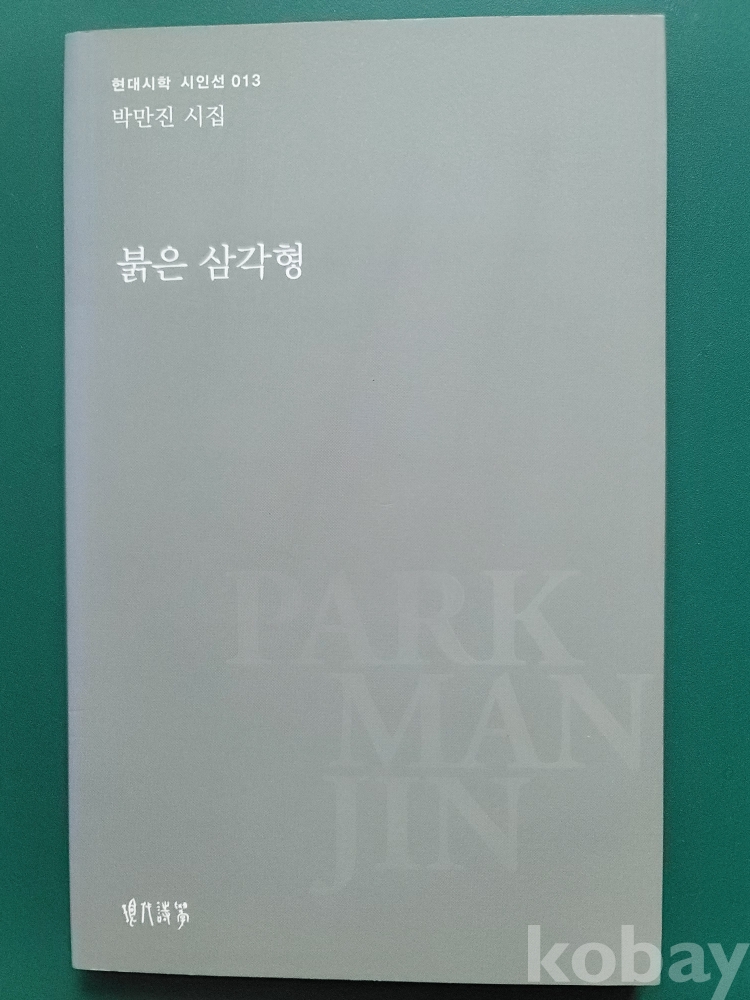 현대시학 시인선 013
박만진 시집
붉은 삼각형
PARK
MAN
JIN
現代詩學
kobay